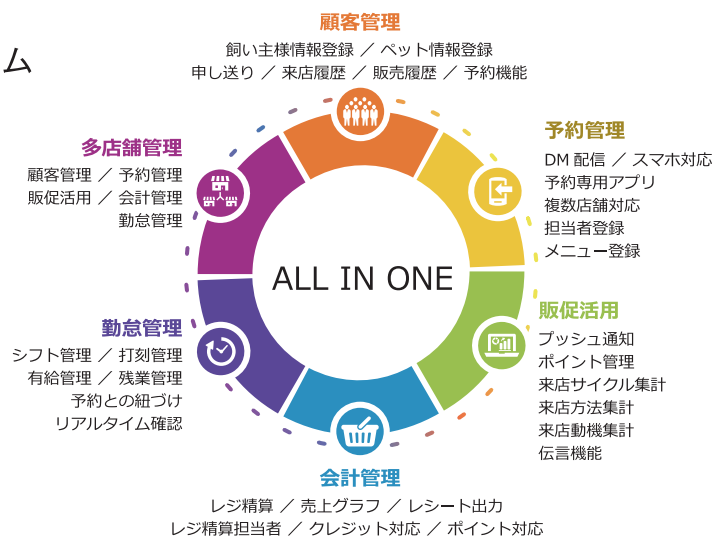 ム
顧客管理
飼い主様情報登録 ／ ペット情報登録
申し送り ／ 来店履歴 ／ 販売履歴 ／ 予約機能
予約管理
DM 配信 ／ スマホ対応
予約専用アプリ
複数店舗対応
担当者登録
メニュー登録
販促活用
プッシュ通知
ポイント管理
来店サイクル集計
来店方法集計
来店動機集計
伝言機能
会計管理
レジ精算 ／ 売上グラフ ／ レシート出力
レジ精算担当者 ／ クレジット対応 ／ ポイント対応
勤怠管理
シフト管理 ／ 打刻管理
有給管理 ／ 残業管理
予約との紐づけ
リアルタイム確認
多店舗管理
顧客管理 ／ 予約管理
販促活用 ／ 会計管理
勤怠管理
ALL IN ONE